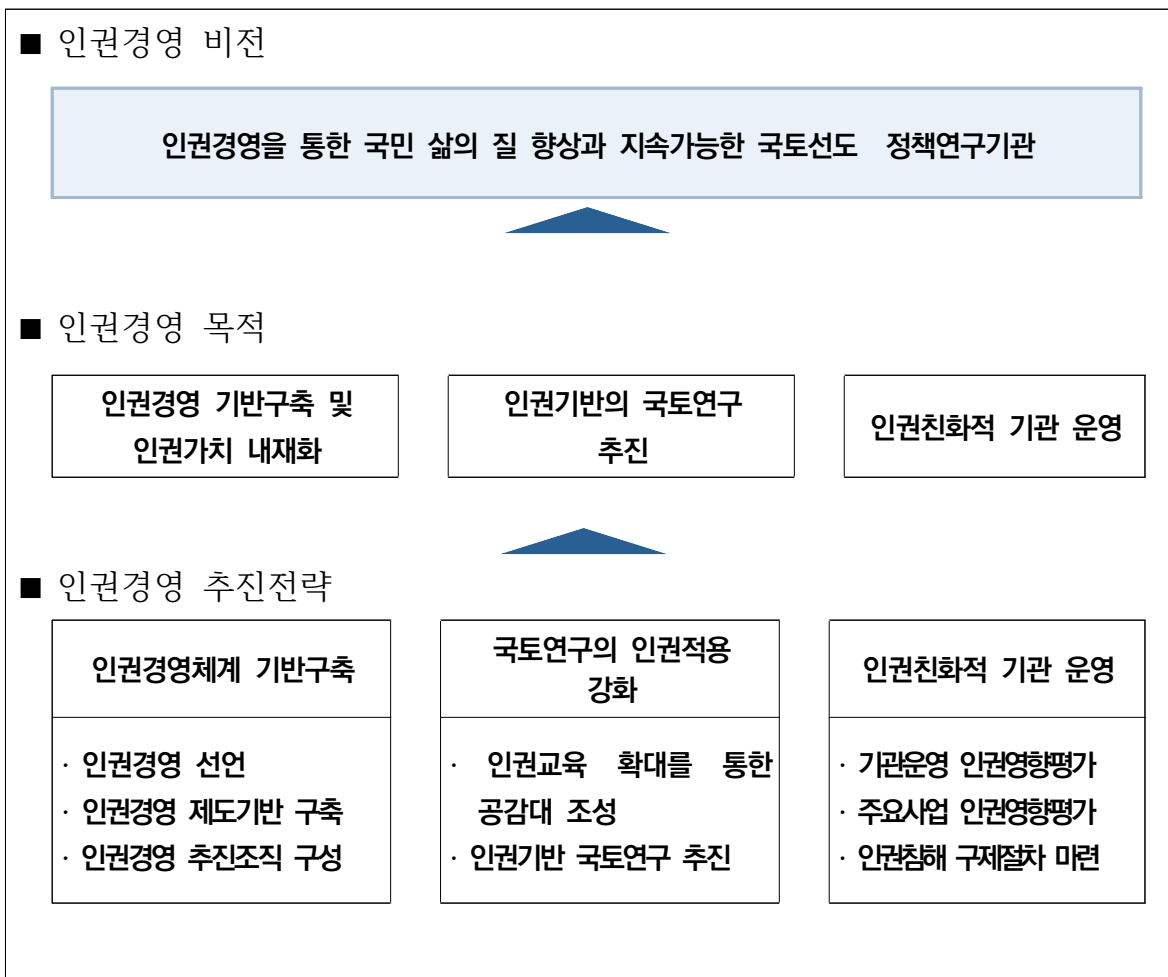 ■ 인권경영 비전
인권경영을 통한 국민 삶의 질 향상과 지속가능한 국토선도 정책연구기관
■ 인권경영 목적
인권경영 기반구축 및
인권가치 내재화
인권기반의 국토연구
추진
인권친화적 기관 운영
■ 인권경영 추진전략
인권경영체계 기반구축
· 인권경영 선언
· 인권경영 제도기반 구축
· 인권경영 추진조직 구성
국토연구의 인권적용
강화
· 인권교육 확대를 통한
공감대 조성
· 인권기반 국토연구 추진
인권친화적 기관 운영
· 기관운영 인권영향평가
· 주요사업 인권영향평가
· 인권침해 구제절차 마련